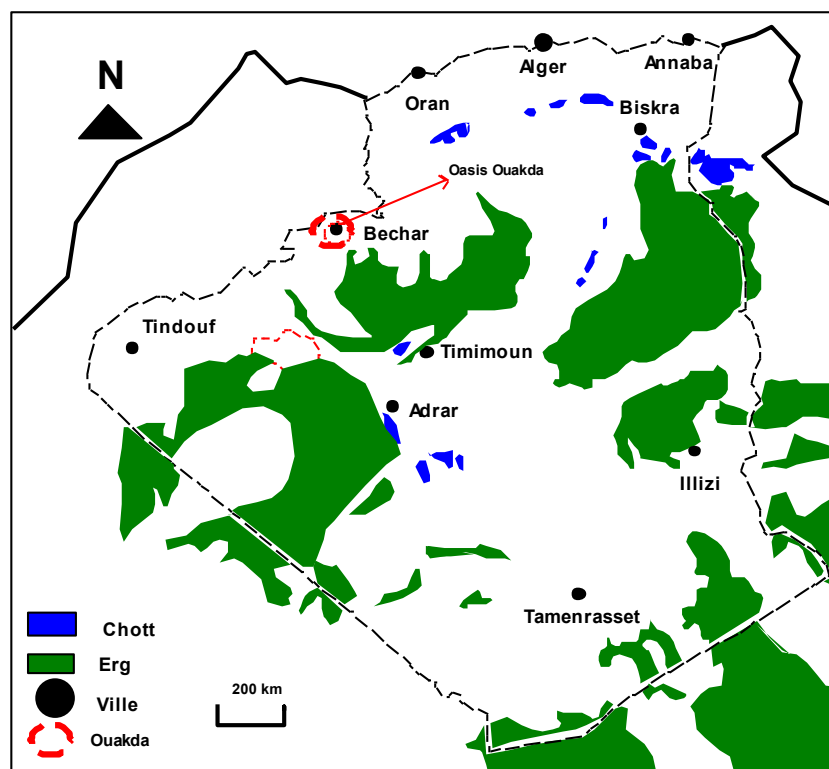 N
Alger
Annaba
Oran
Biskra
Oasis Ouakda
Bechar
Tindouf
Timimoun
Adrar
Illizi
Tamenrasset
Chott
Erg
Ville
Ouakda
200 km